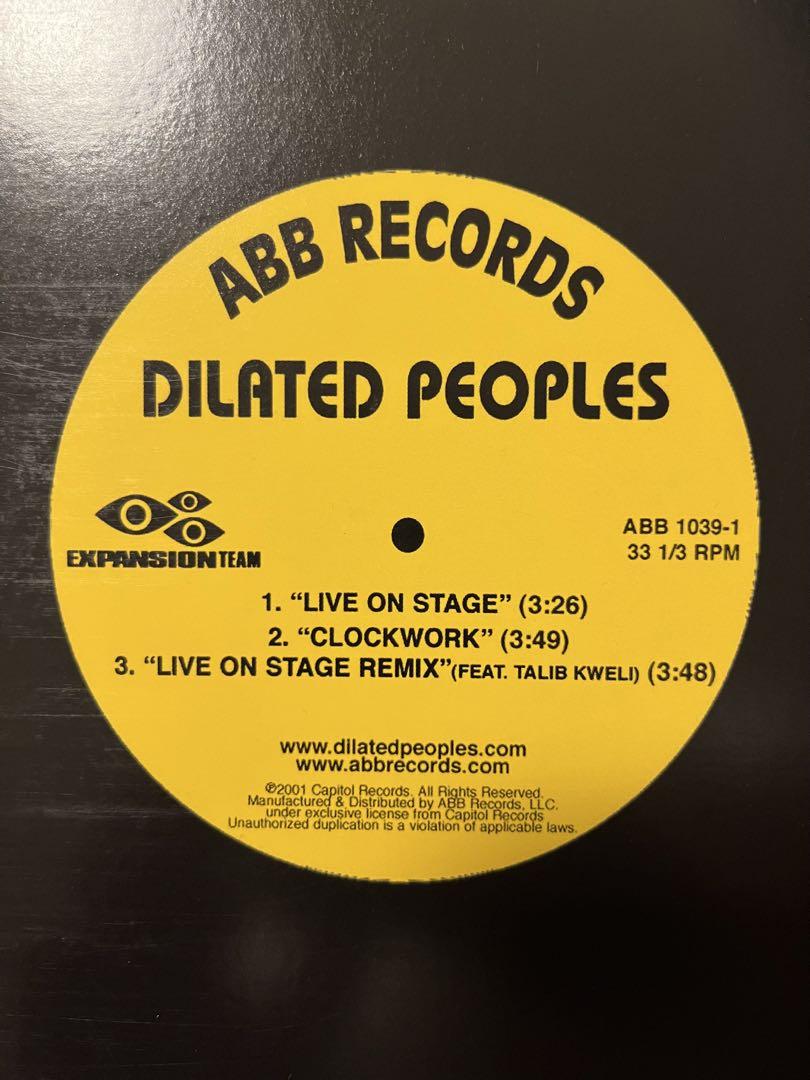 ABB RECORDS
DILATED PEOPLES
EXPANSION TEAM
ABB 1039-1
33 1/3 RPM
1. “LIVE ON STAGE” (3:26)
2. “CLOCKWORK” (3:49)
3. “LIVE ON STAGE REMIX”(FEAT. TALIB KWELI) (3:48)
www.dilatedpeoples.com
www.abbrecords.com
℗2001 Capitol Records. All Rights Reserved.
Manufactured & Distributed by ABB Records, LLC.
under exclusive license from Capitol Records
Unauthorized duplication is a violation of applicable laws.